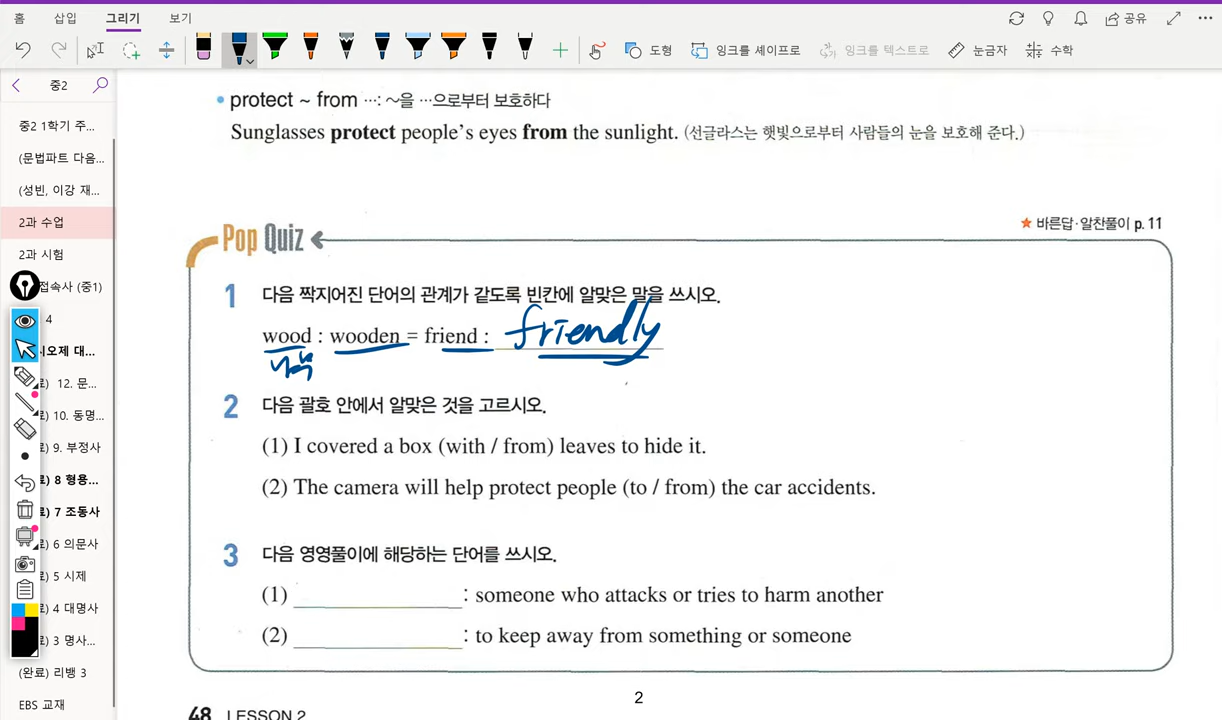 홈 삽입 그리기 보기
공유
도형 잉크를 셰이프로 잉크를 텍스트로 눈금자 수학
중2
중2 1학기 주...
(문법파트 다음...
(성빈, 이강 재...
2과 수업
2과 시험
접속사 (중1)
4
오제 대...
) 12. 문...
) 10. 동명...
) 9. 부정사
) 8 형용...
) 7 조동사
) 6 의문사
) 5 시제
) 4 대명사
) 3 명사...
(완료) 리뱅 3
EBS 교재
• protect ~ from …: ~을 …으로부터 보호하다
Sunglasses protect people's eyes from the sunlight. (선글라스는 햇빛으로부터 사람들의 눈을 보호해 준다.)
★ 바른답·알찬풀이 p. 11
Pop Quiz
1 다음 짝지어진 단어의 관계가 같도록 빈칸에 알맞은 말을 쓰시오.
wood : wooden = friend : friendly
2 다음 괄호 안에서 알맞은 것을 고르시오.
(1) I covered a box (with / from) leaves to hide it.
(2) The camera will help protect people (to / from) the car accidents.
3 다음 영영풀이에 해당하는 단어를 쓰시오.
(1) : someone who attacks or tries to harm another
(2) : to keep away from something or someone
2
48 LESSON 2